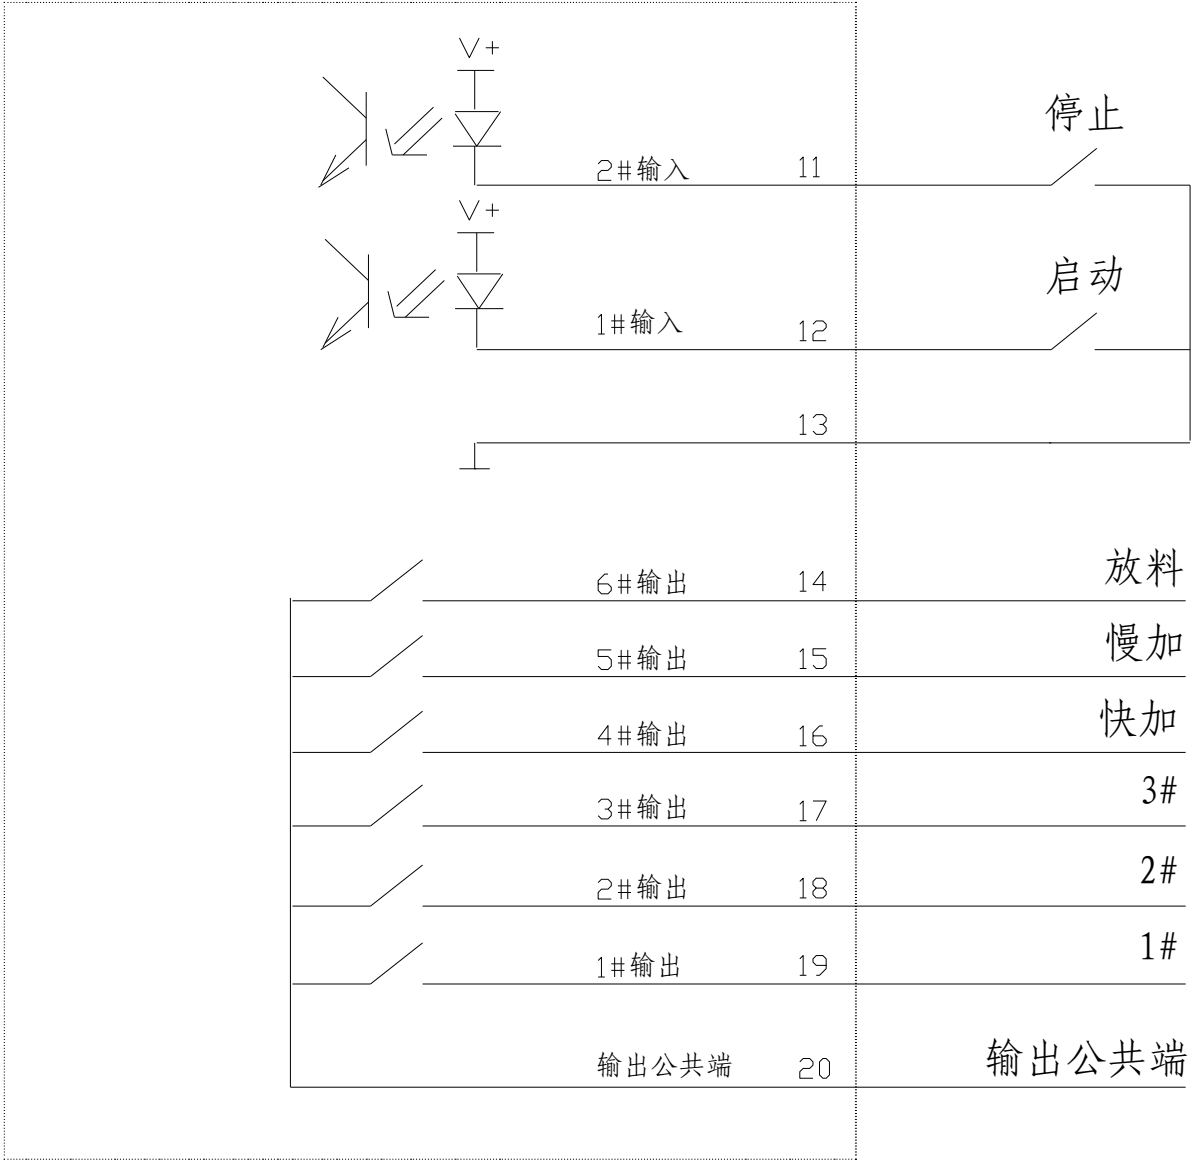 V+
停止
2#输入 11
V+
启动
1#输入 12
13
放料
6#输出 14
慢加
5#输出 15
快加
4#输出 16
3#
3#输出 17
2#
2#输出 18
1#
1#输出 19
输出公共端 20 输出公共端